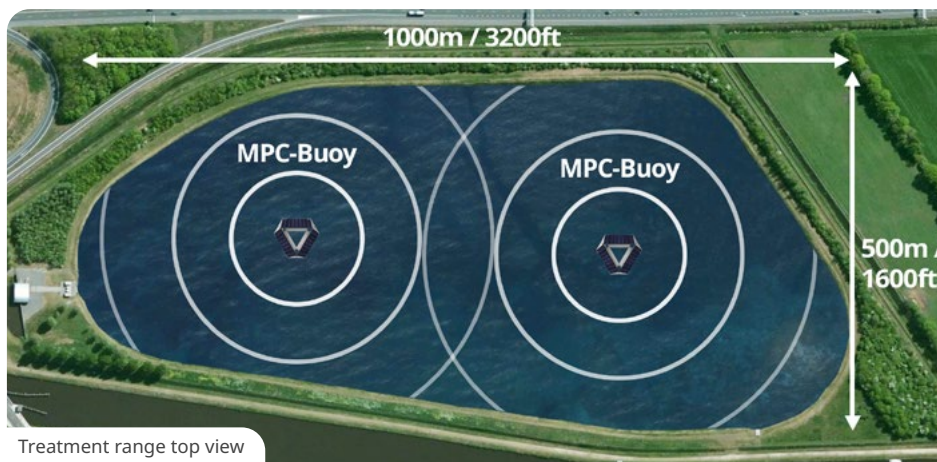 1000m / 3200ft
MPC-Buoy
MPC-Buoy
500m /
1600ft
Treatment range top view